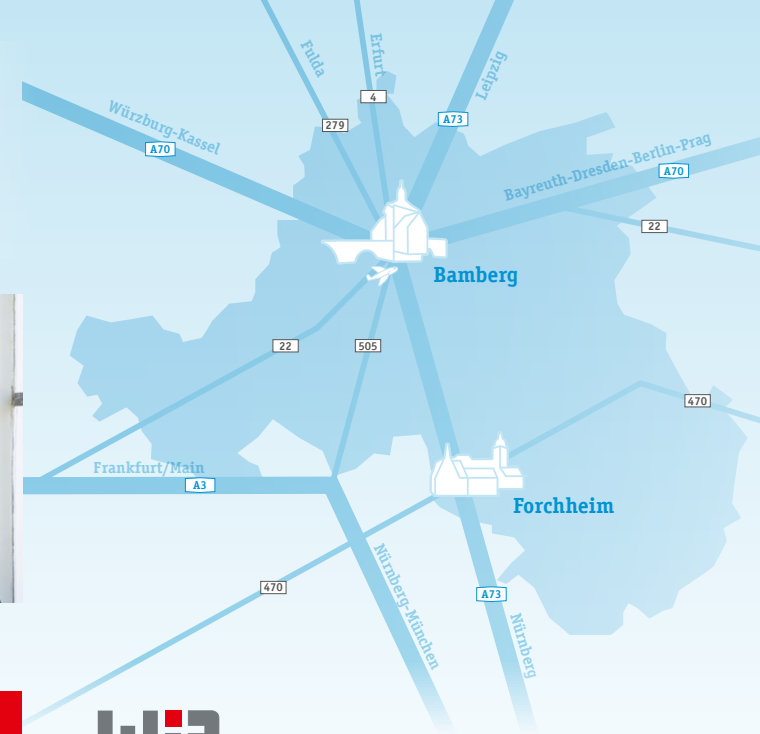 Fulda
Erfurt
Leipzig
4
Würzburg-Kassel
279
A73
A70
Bayreuth-Dresden-Berlin-Prag
A70
22
Bamberg
22
505
470
Frankfurt/Main
A3
Forchheim
470
Nürnberg-München
A73
Nürnberg